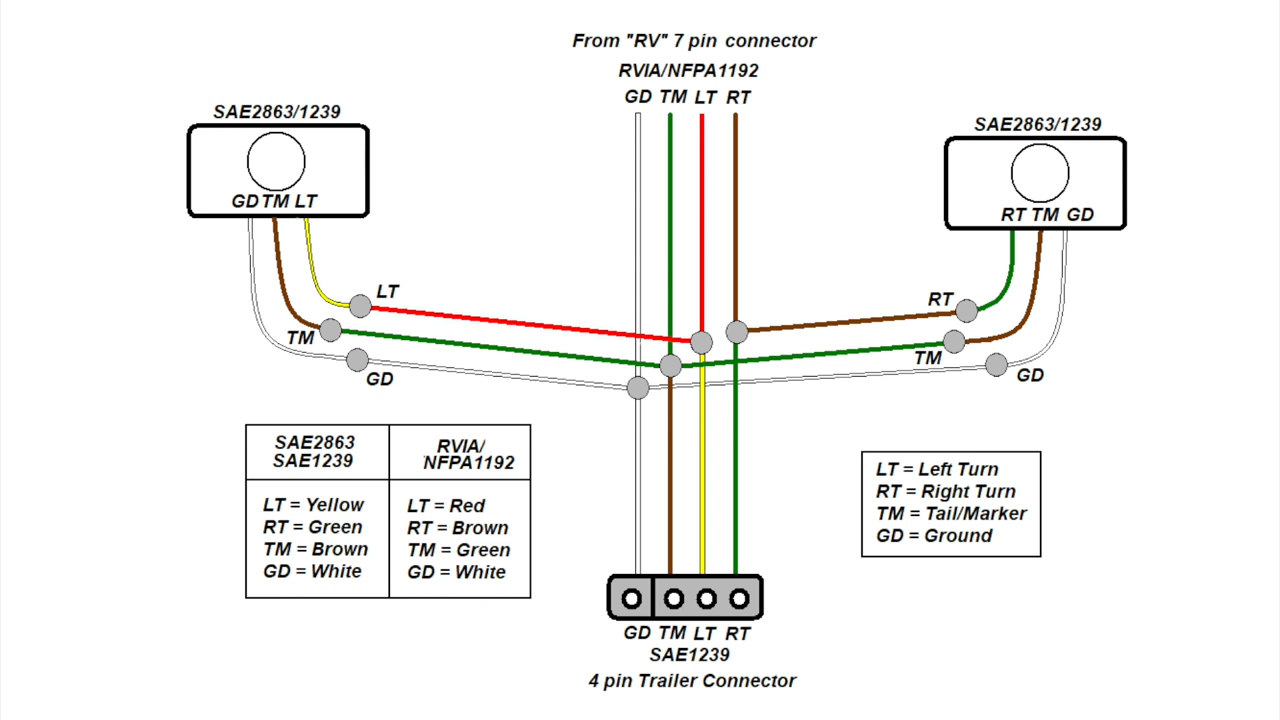 From "RV" 7 pin connector
RVIA/NFPA1192
GD TM LT RT
SAE2863/1239
GD TM LT
SAE2863/1239
RT TM GD
LT
TM
GD
RT
TM
GD
SAE2863
SAE1239
LT = Yellow
RT = Green
TM = Brown
GD = White
RVIA/
NFPA1192
LT = Red
RT = Brown
TM = Green
GD = White
LT = Left Turn
RT = Right Turn
TM = Tail/Marker
GD = Ground
GD TM LT RT
SAE1239
4 pin Trailer Connector